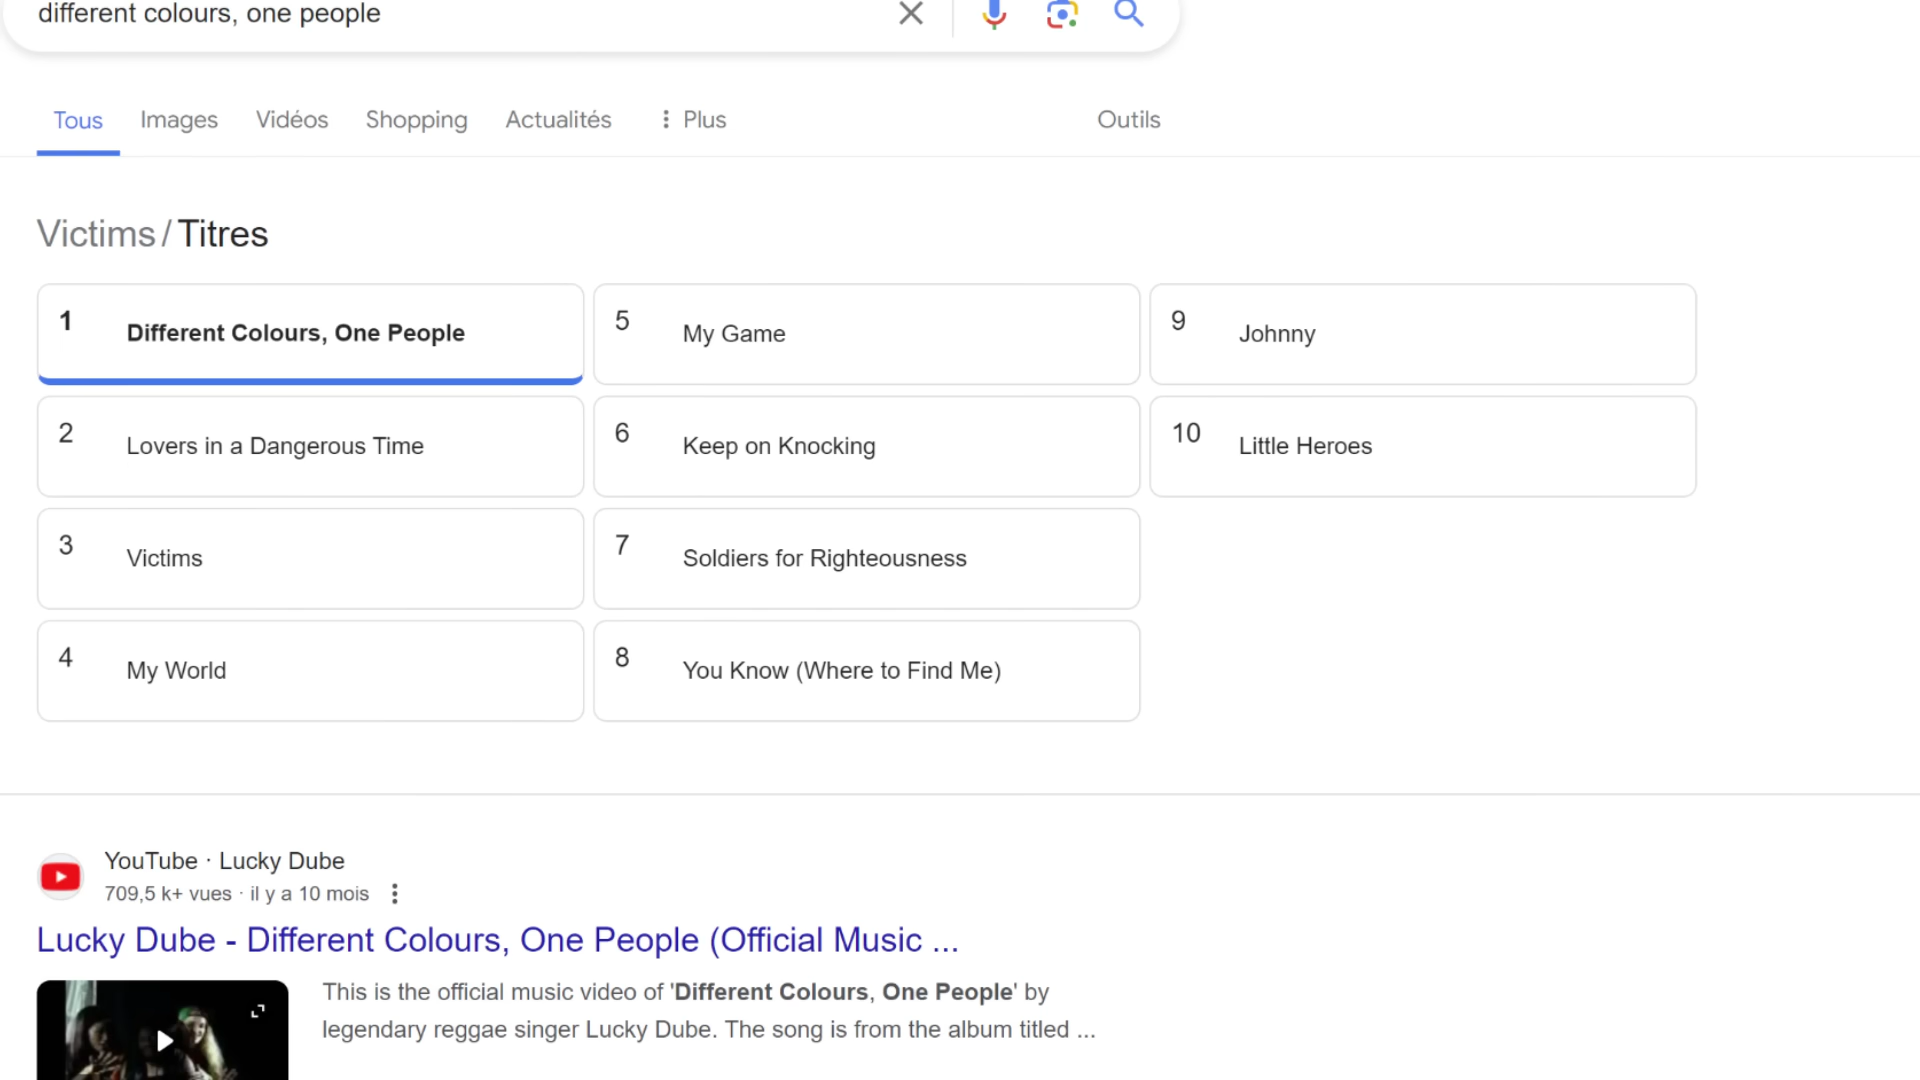 different colours, one people
Tous Images Vidéos Shopping Actualités Plus Outils
Victims / Titres
1 Different Colours, One People
2 Lovers in a Dangerous Time
3 Victims
4 My World
5 My Game
6 Keep on Knocking
7 Soldiers for Righteousness
8 You Know (Where to Find Me)
9 Johnny
10 Little Heroes
YouTube · Lucky Dube
709,5 k+ vues · il y a 10 mois
Lucky Dube - Different Colours, One People (Official Music ...
This is the official music video of 'Different Colours, One People' by
legendary reggae singer Lucky Dube. The song is from the album titled ...